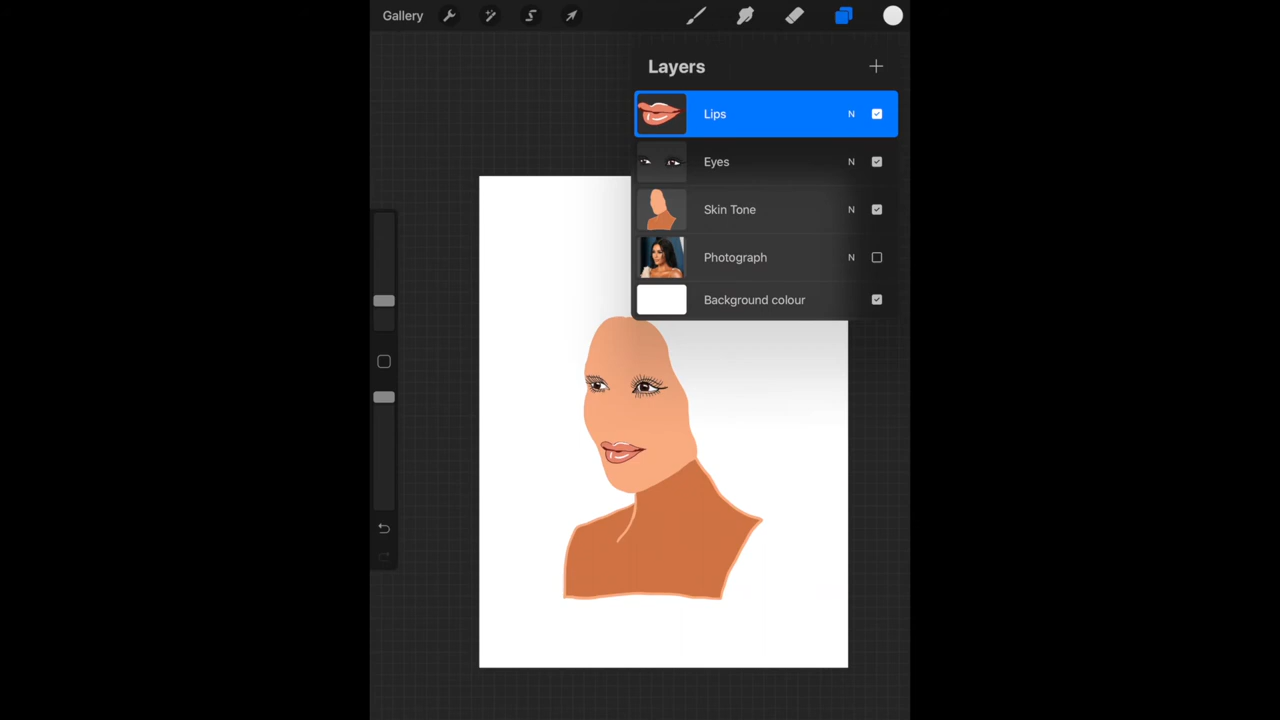 Gallery
Layers
Lips N
Eyes N
Skin Tone N
Photograph N
Background colour